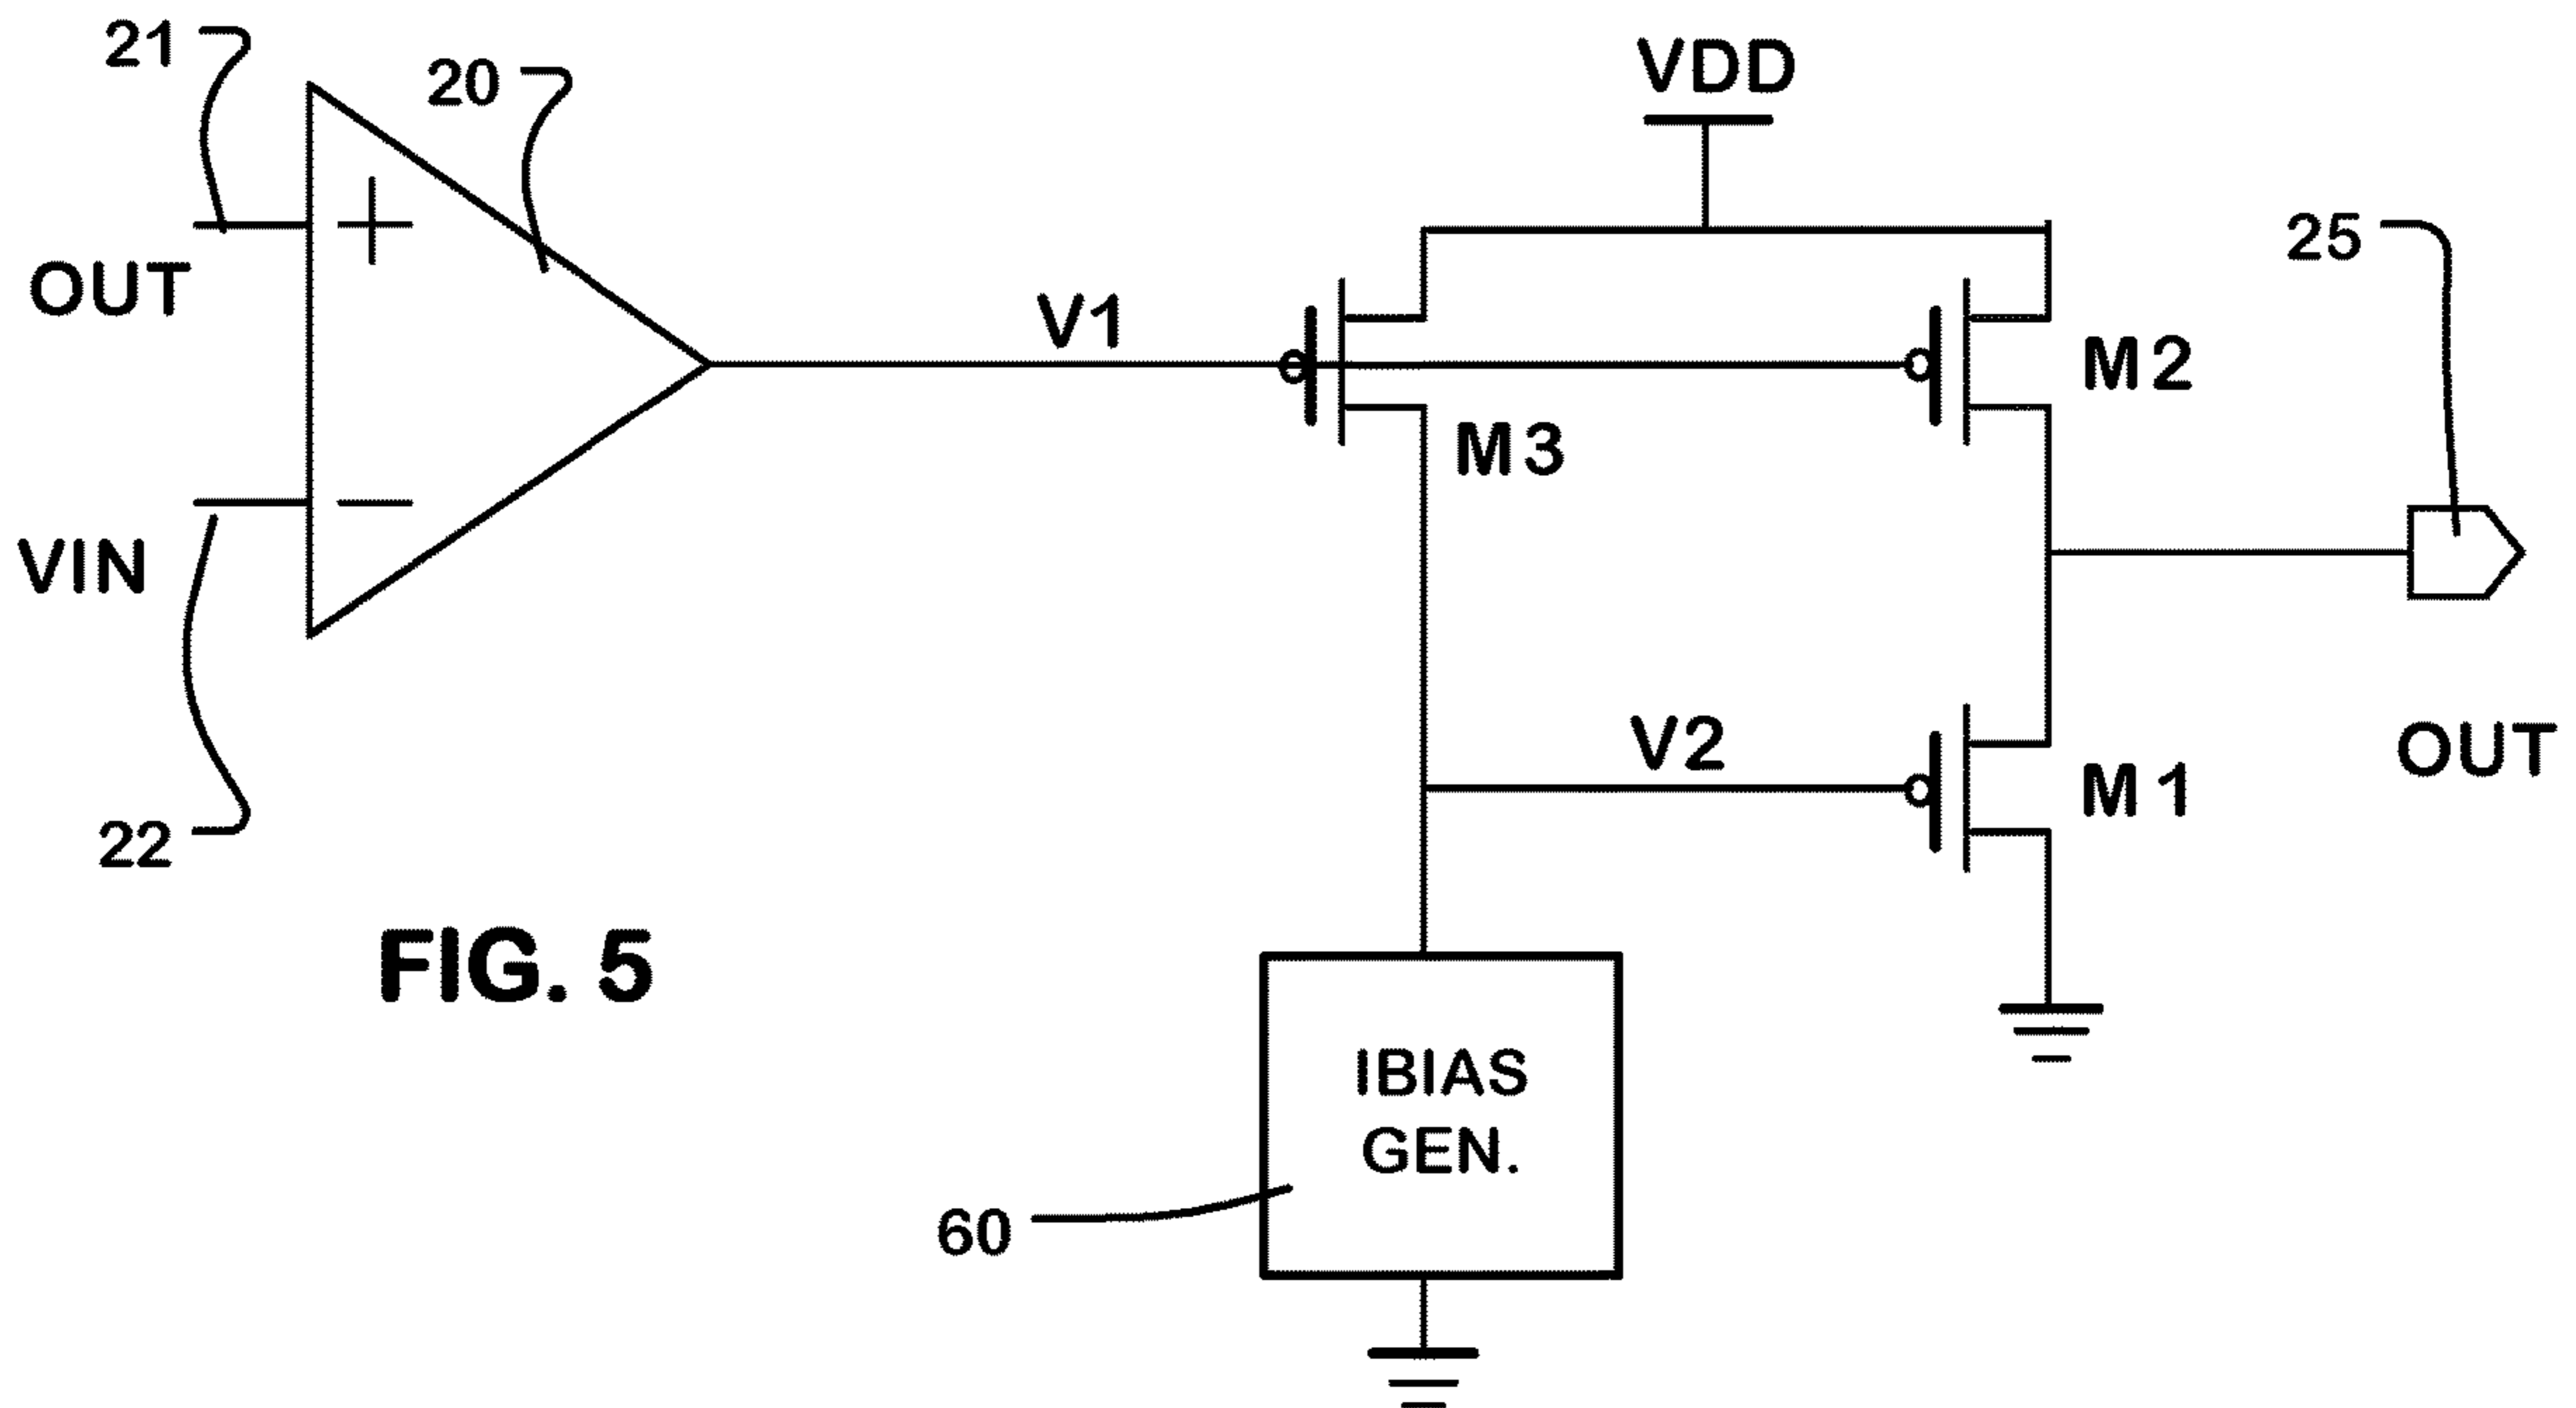 21
20
VDD
25
+
OUT
V1
M2
M3
−
VIN
V2
OUT
M1
22
FIG. 5
IBIAS
GEN.
60